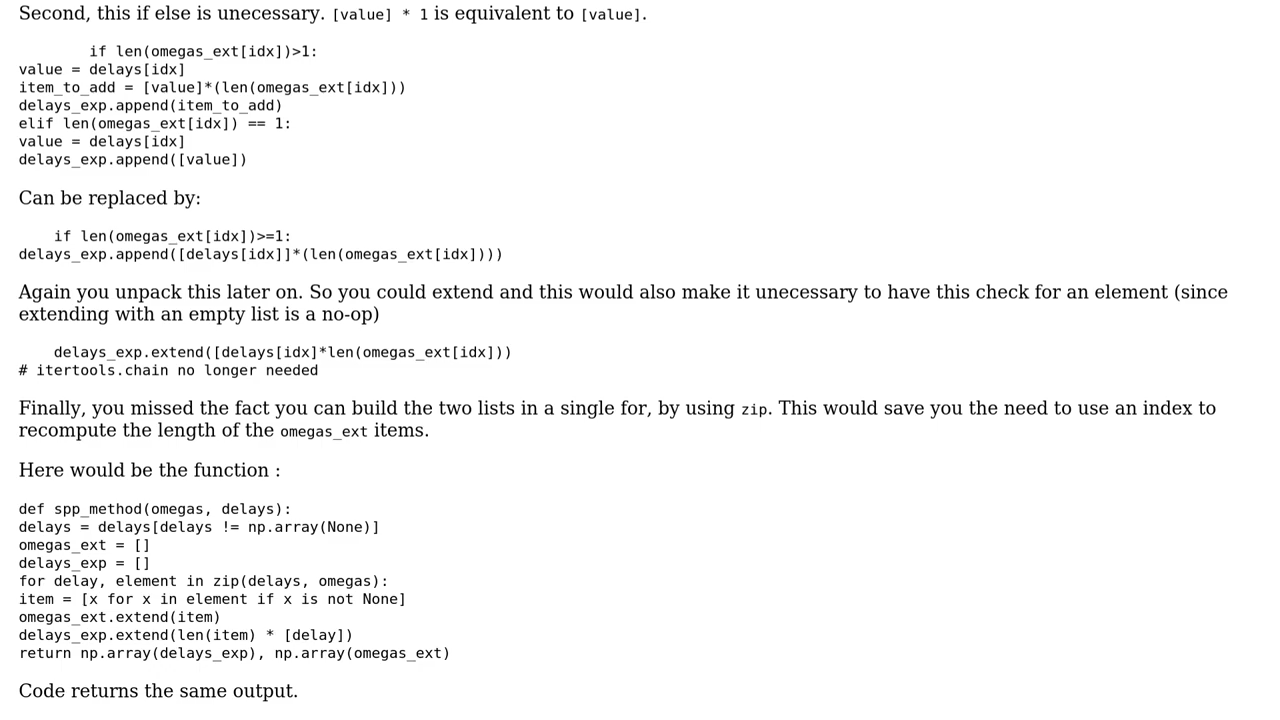 Second, this if else is unecessary. [value] * 1 is equivalent to [value].
        if len(omegas_ext[idx])>1:
value = delays[idx]
item_to_add = [value]*(len(omegas_ext[idx]))
delays_exp.append(item_to_add)
elif len(omegas_ext[idx]) == 1:
value = delays[idx]
delays_exp.append([value])
Can be replaced by:
    if len(omegas_ext[idx])>=1:
delays_exp.append([delays[idx]]*(len(omegas_ext[idx])))
Again you unpack this later on. So you could extend and this would also make it unecessary to have this check for an element (since
extending with an empty list is a no-op)
    delays_exp.extend([delays[idx]*len(omegas_ext[idx]))
# itertools.chain no longer needed
Finally, you missed the fact you can build the two lists in a single for, by using zip. This would save you the need to use an index to
recompute the length of the omegas_ext items.
Here would be the function :
def spp_method(omegas, delays):
delays = delays[delays != np.array(None)]
omegas_ext = []
delays_exp = []
for delay, element in zip(delays, omegas):
item = [x for x in element if x is not None]
omegas_ext.extend(item)
delays_exp.extend(len(item) * [delay])
return np.array(delays_exp), np.array(omegas_ext)
Code returns the same output.